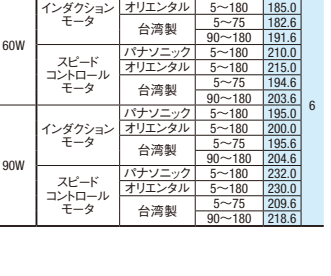 インダクション モータ オリエンタル 5～180 185.0
台湾製 5～75 182.6
90～180 191.6
60W スピード コントロール モータ パナソニック 5～180 210.0
オリエンタル 5～180 215.0
台湾製 5～75 194.6
90～180 203.6
6
90W インダクション モータ パナソニック 5～180 195.0
オリエンタル 5～180 200.0
台湾製 5～75 195.6
90～180 204.6
スピード コントロール モータ パナソニック 5～180 232.0
オリエンタル 5～180 230.0
台湾製 5～75 209.6
90～180 218.6